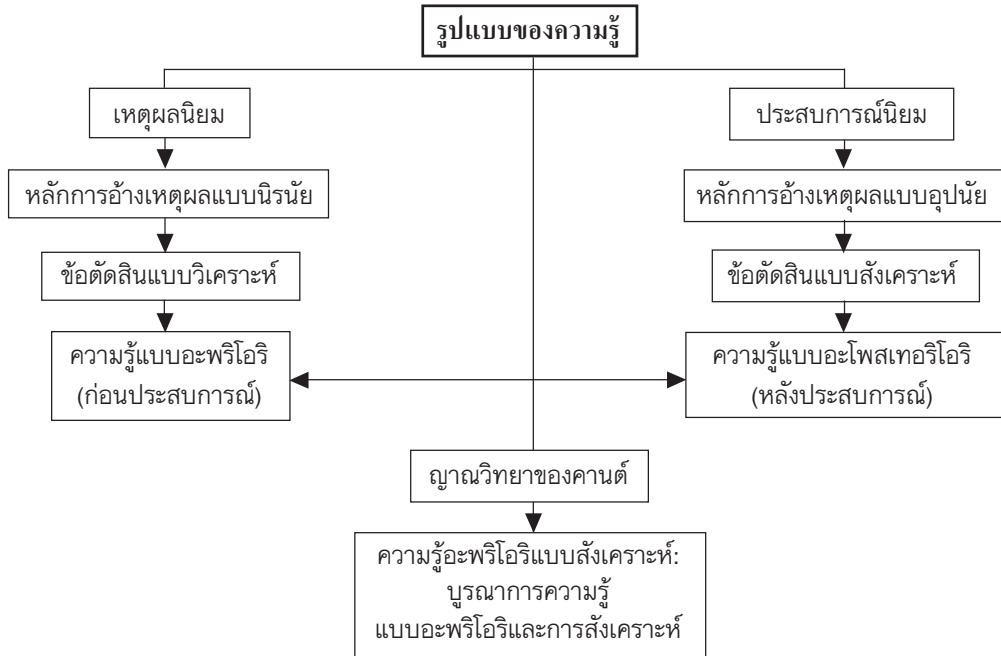 รูปแบบของความรู้
เหตุผลนิยม
ประสบการณ์นิยม
หลักการอ้างเหตุผลแบบนิรนัย
หลักการอ้างเหตุผลแบบอุปนัย
ข้อตัดสินแบบวิเคราะห์
ข้อตัดสินแบบสังเคราะห์
ความรู้แบบอะพริโอริ
(ก่อนประสบการณ์)
ความรู้แบบอะโพสเทอริโอริ
(หลังประสบการณ์)
ญาณวิทยาของคานต์
ความรู้อะพริโอริแบบสังเคราะห์:
บูรณาการความรู้
แบบอะพริโอริและการสังเคราะห์